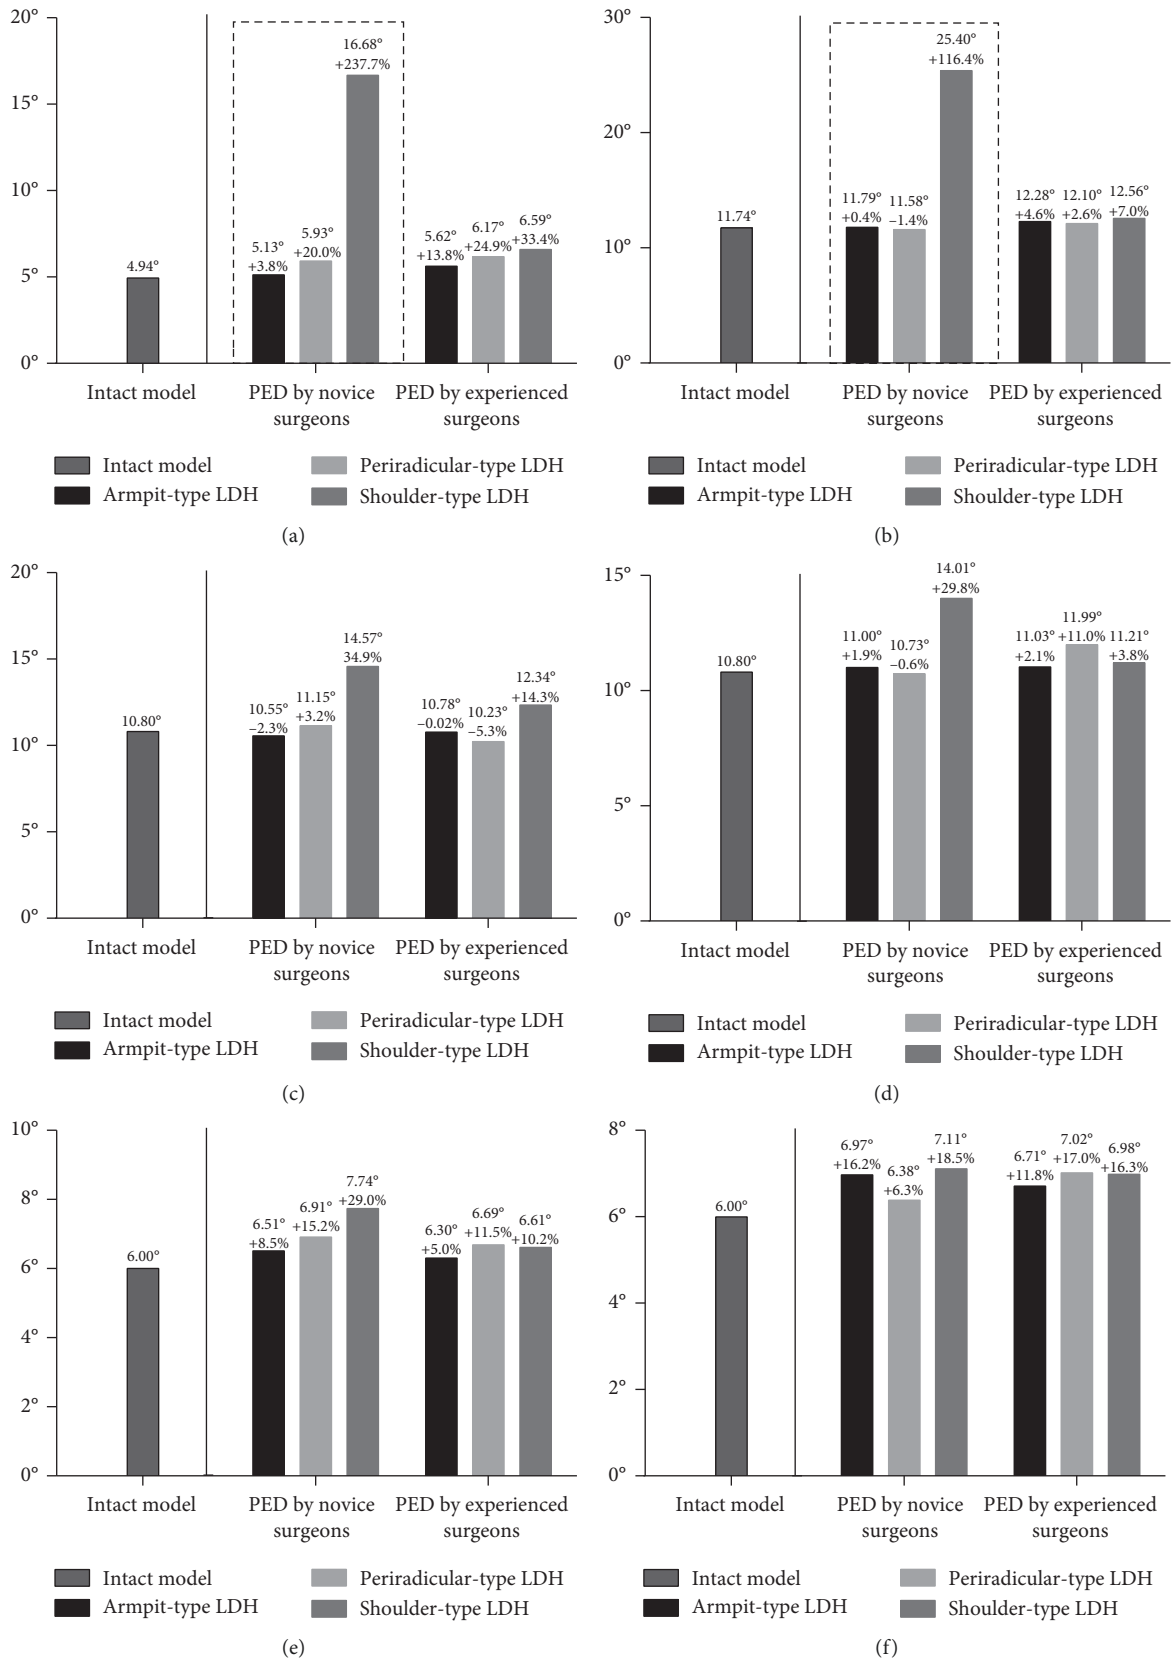 20°
15°
10°
5°
0°
4.94°
5.13°
+3.8%
5.93°
+20.0%
16.68°
+237.7%
5.62°
+13.8%
6.17°
+24.9%
6.59°
+33.4%
Intact model
PED by novice
surgeons
PED by experienced
surgeons
Intact model
Armpit-type LDH
Periradicular-type LDH
Shoulder-type LDH
(a)
30°
20°
10°
0°
11.74°
11.79°
+0.4%
11.58°
–1.4%
25.40°
+116.4%
12.28°
+4.6%
12.10°
+2.6%
12.56°
+7.0%
Intact model
PED by novice
surgeons
PED by experienced
surgeons
Intact model
Armpit-type LDH
Periradicular-type LDH
Shoulder-type LDH
(b)
20°
15°
10°
5°
0°
10.80°
10.55°
–2.3%
11.15°
+3.2%
14.57°
34.9%
10.78°
–0.02%
10.23°
–5.3%
12.34°
+14.3%
Intact model
PED by novice
surgeons
PED by experienced
surgeons
Intact model
Armpit-type LDH
Periradicular-type LDH
Shoulder-type LDH
(c)
15°
10°
5°
0°
10.80°
11.00°
+1.9%
10.73°
–0.6%
14.01°
+29.8%
11.03°
+2.1%
11.99°
+11.0%
11.21°
+3.8%
Intact model
PED by novice
surgeons
PED by experienced
surgeons
Intact model
Armpit-type LDH
Periradicular-type LDH
Shoulder-type LDH
(d)
10°
8°
6°
4°
2°
0°
6.00°
6.51°
+8.5%
6.91°
+15.2%
7.74°
+29.0%
6.30°
+5.0%
6.69°
+11.5%
6.61°
+10.2%
Intact model
PED by novice
surgeons
PED by experienced
surgeons
Intact model
Armpit-type LDH
Periradicular-type LDH
Shoulder-type LDH
(e)
8°
6°
4°
2°
0°
6.00°
6.97°
+16.2%
6.38°
+6.3%
7.11°
+18.5%
6.71°
+11.8%
7.02°
+17.0%
6.98°
+16.3%
Intact model
PED by novice
surgeons
PED by experienced
surgeons
Intact model
Armpit-type LDH
Periradicular-type LDH
Shoulder-type LDH
(f)